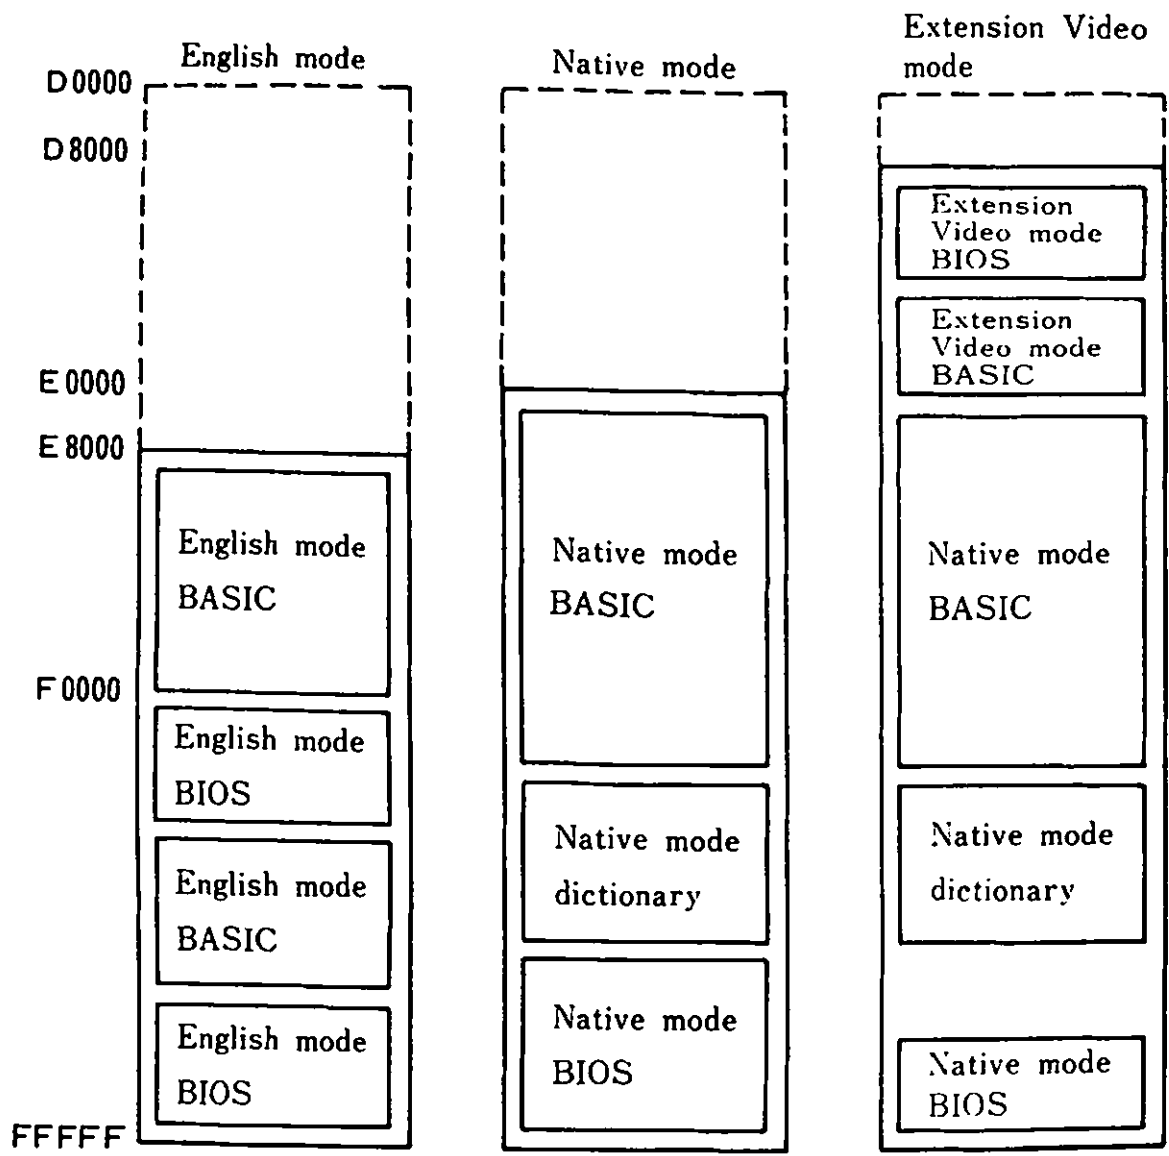 English mode
Native mode
Extension Video
mode
D0000
D8000
E0000
E8000
F0000
FFFFF
English mode
BASIC
English mode
BIOS
English mode
BASIC
English mode
BIOS
Native mode
BASIC
Native mode
dictionary
Native mode
BIOS
Extension
Video mode
BIOS
Extension
Video mode
BASIC
Native mode
BASIC
Native mode
dictionary
Native mode
BIOS